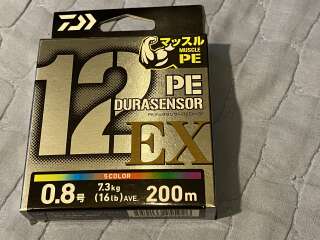 DAIWA
マッスル
MUSCLE
PE
12
PE
DURASENSOR
EX
5COLOR
0.8号
7.3kg
(16lb)AVE.
200m